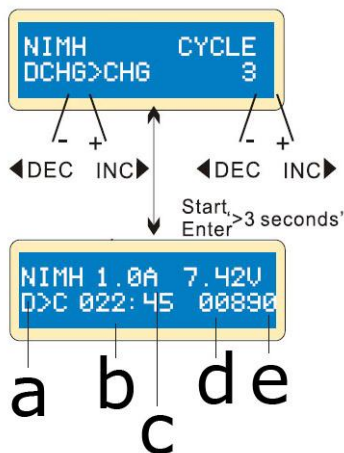 NIMH CYCLE
DCHG>CHG 3
- + - +
◀DEC INC▶ ◀DEC INC▶
Start
Enter '>3 seconds'
NIMH 1.0A 7.42V
D>C 022:45 00890
a b c d e